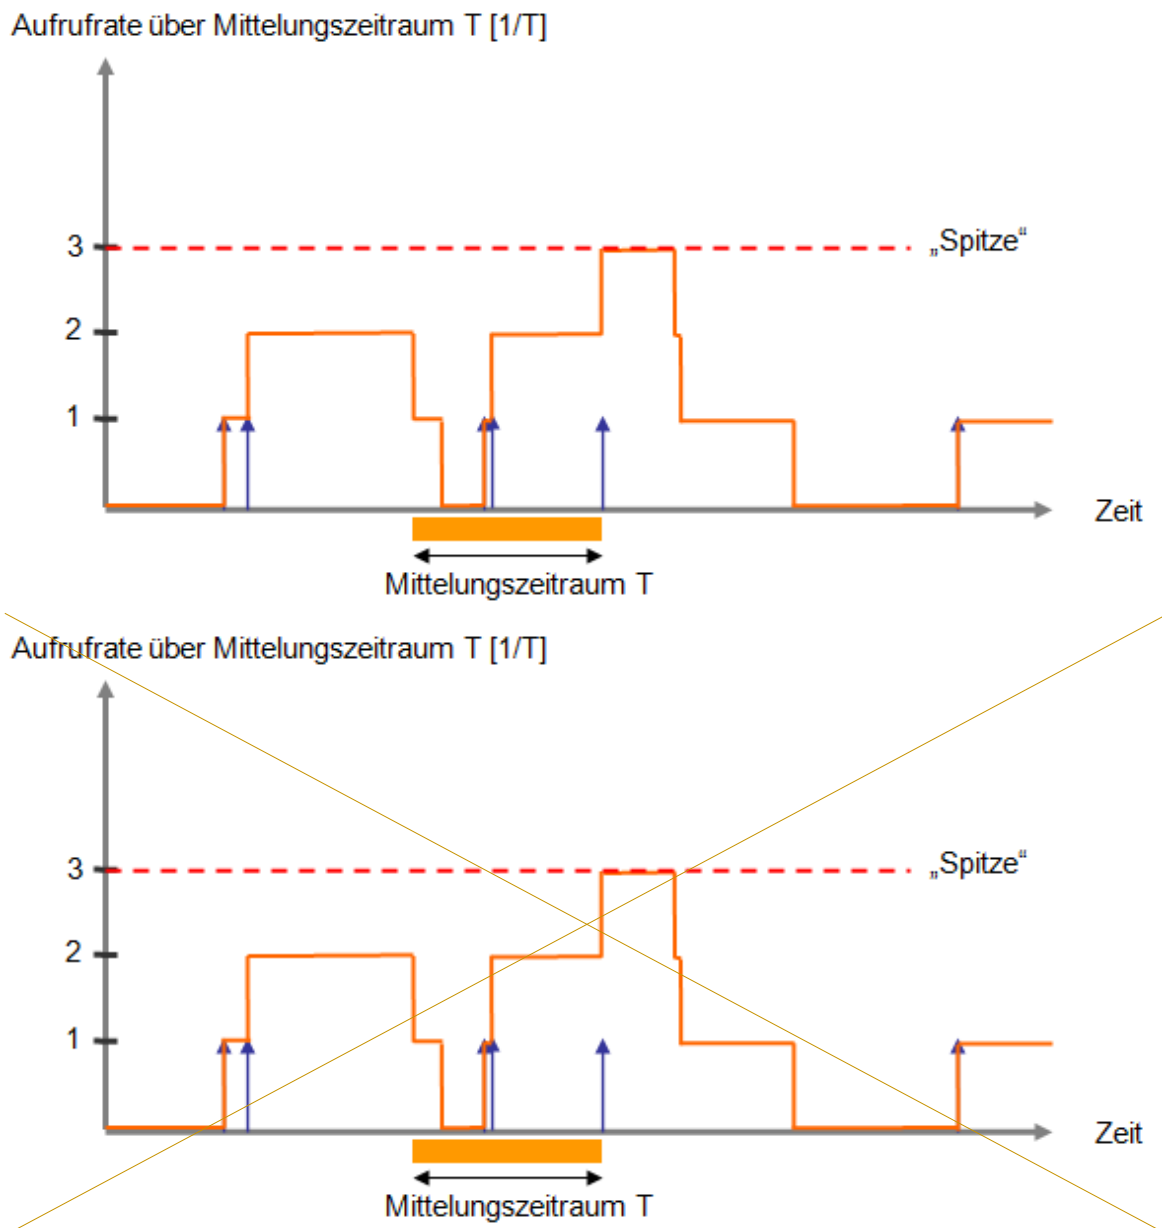 Aufrufrate über Mittelungszeitraum T [1/T]
3
„Spitze“
2
1
Zeit
Mittelungszeitraum T
Aufrufrate über Mittelungszeitraum T [1/T]
3
„Spitze“
2
1
Zeit
Mittelungszeitraum T